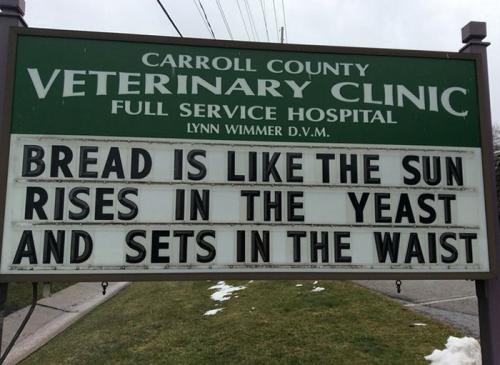 CARROLL COUNTY
VETERINARY CLINIC
FULL SERVICE HOSPITAL
LYNN WIMMER D.V.M.
BREAD IS LIKE THE SUN
RISES IN THE YEAST
AND SETS IN THE WAIST